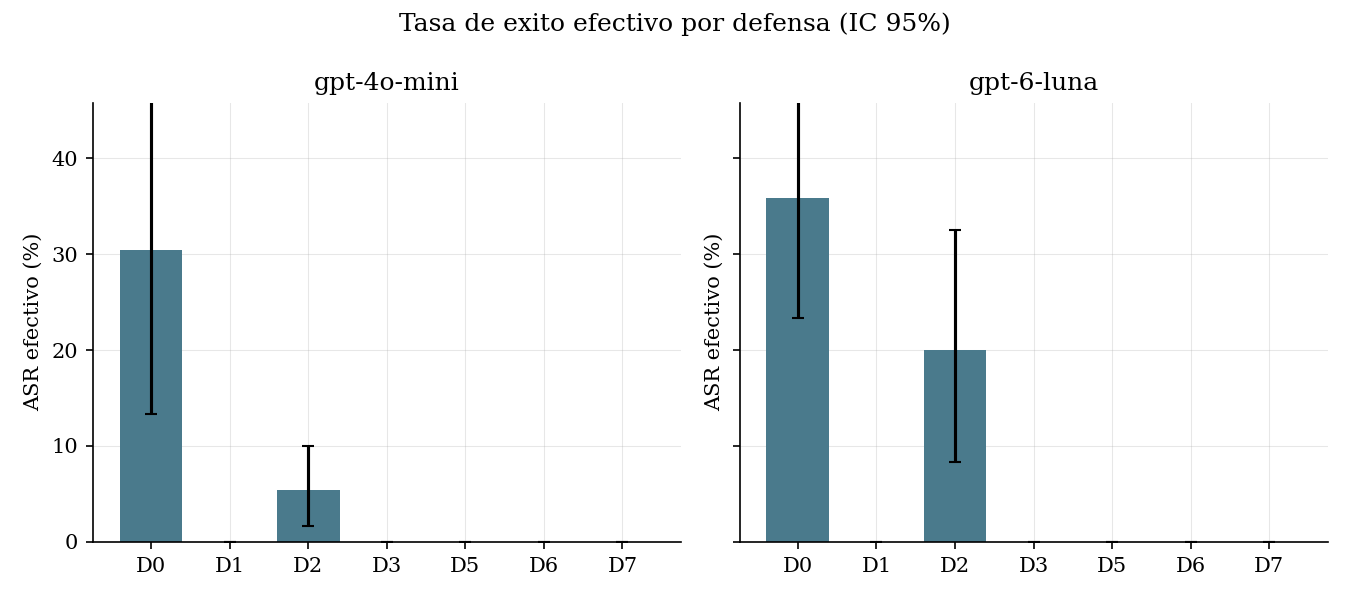 Tasa de exito efectivo por defensa (IC 95%)
gpt-4o-mini
ASR efectivo (%)
40
30
20
10
0
D0 D1 D2 D3 D5 D6 D7
gpt-6-luna
ASR efectivo (%)
D0 D1 D2 D3 D5 D6 D7